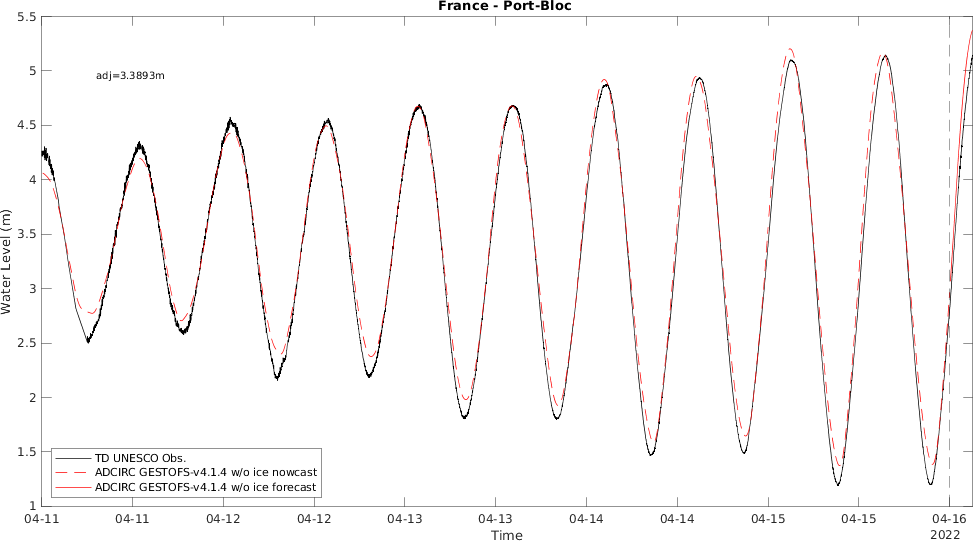 France - Port-Bloc
5.5
5
4.5
4
3.5
3
2.5
2
1.5
1
Water Level (m)
adj=3.3893m
TD UNESCO Obs.
ADCIRC GESTOFS-v4.1.4 w/o ice nowcast
ADCIRC GESTOFS-v4.1.4 w/o ice forecast
04-11 04-11 04-12 04-12 04-13 04-13 04-14 04-14 04-15 04-15 04-16
Time
2022